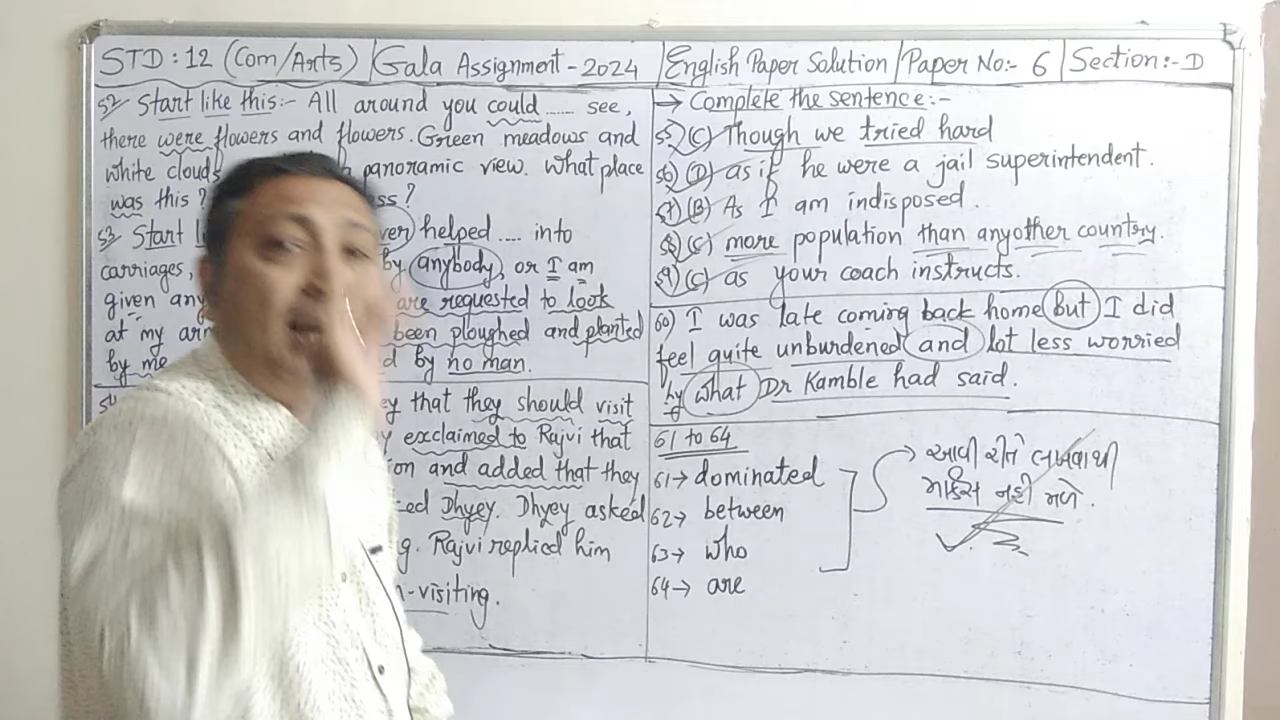 STD : 12 (Com/Arts) | Gala Assignment - 2024 | English Paper Solution | Paper No:- 6 | Section:- D
52 Start like this:- All around you could ...... see,
there were flowers and flowers. Green meadows and
white clouds panoramic view. What place
was this ? ?
53 Start helped .... into
carriages, by anybody, or I am
given any are requested to look
at my been ploughed and planted
by me by no man.
54 that they should visit
exclaimed to Rajvi that
and added that they
Dhyey. Dhyey asked
Rajvi replied him
-visiting.
→ Complete the sentence:-
55) (C) Though we tried hard
56) (D) as if he were a jail superintendent.
57) (B) As I am indisposed.
58) (C) more population than anyother country.
59) (C) as your coach instructs.
60) I was late coming back home But I did
feel quite unburdened and lot less worried
by what Dr Kamble had said.
61 to 64
61→ dominated
62→ between
63→ who
64→ are
આવી રીતે લખવાથી
માર્કસ નહી મળે.